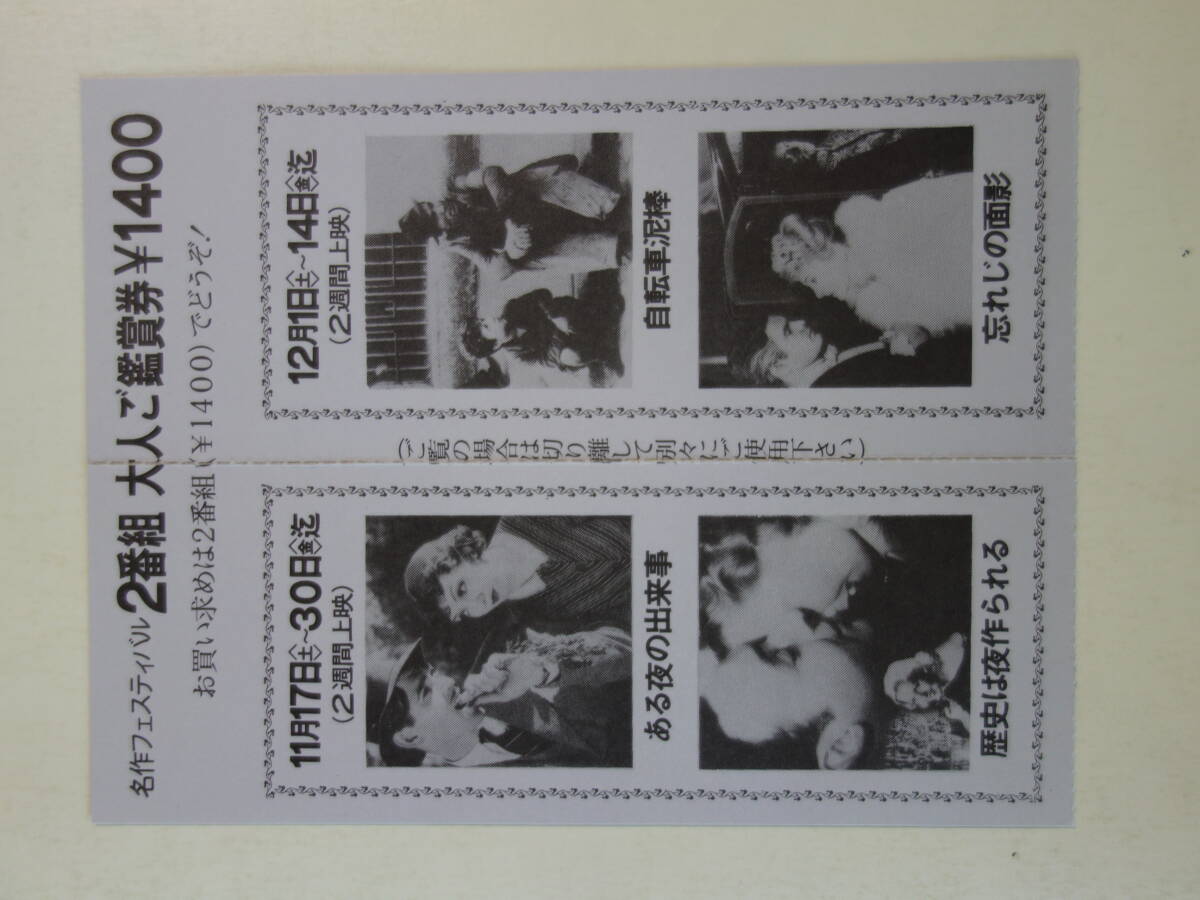 名作フェスティバル2番組 大人ご鑑賞券¥1400
お買い求めは2番組(¥1400)でどうぞ!
11月17日〈土〉~30日〈金〉迄
(2週間上映)
ある夜の出来事
歴史は夜作られる
(ご覧の場合は切り離して別々にご使用下さい)
12月1日〈土〉~14日〈金〉迄
(2週間上映)
自転車泥棒
忘れじの面影